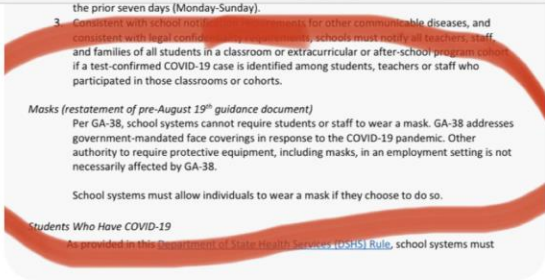 the prior seven days (Monday-Sunday).
3. Consistent with school notification requirements for other communicable diseases, and
consistent with legal confidentiality requirements, schools must notify all teachers, staff,
and families of all students in a classroom or extracurricular or after-school program cohort
if a test-confirmed COVID-19 case is identified among students, teachers or staff who
participated in those classrooms or cohorts.
Masks (restatement of pre-August 19th guidance document)
Per GA-38, school systems cannot require students or staff to wear a mask. GA-38 addresses
government-mandated face coverings in response to the COVID-19 pandemic. Other
authority to require protective equipment, including masks, in an employment setting is not
necessarily affected by GA-38.
School systems must allow individuals to wear a mask if they choose to do so.
Students Who Have COVID-19
As provided in this Department of State Health Services (DSHS) Rule, school systems must